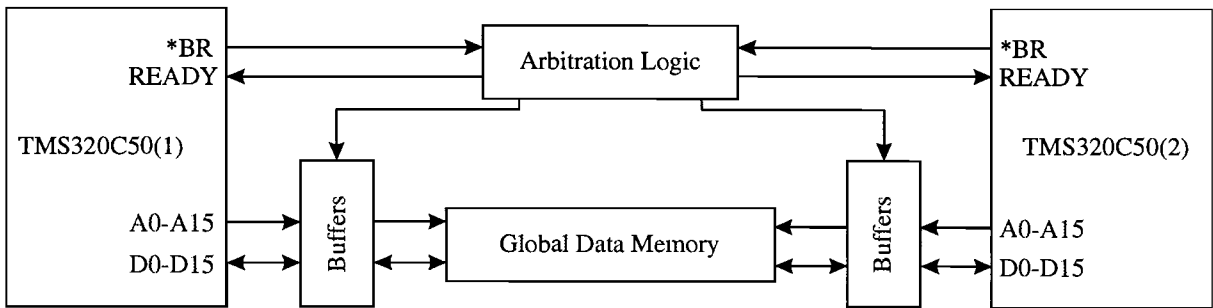 *BR
READY
TMS320C50(1)
A0-A15
D0-D15
Arbitration Logic
Buffers
Global Data Memory
Buffers
*BR
READY
TMS320C50(2)
A0-A15
D0-D15